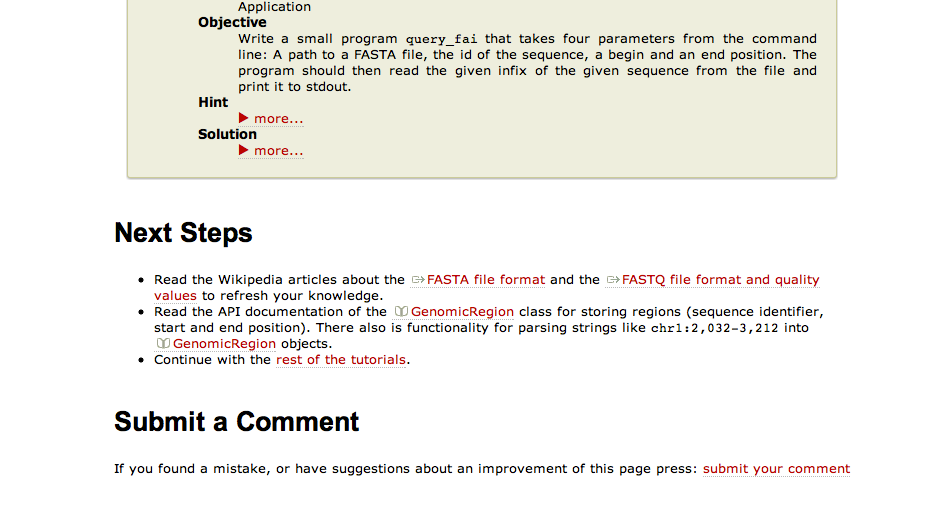 Application
Objective
Write a small program query_fai that takes four parameters from the command
line: A path to a FASTA file, the id of the sequence, a begin and an end position. The
program should then read the given infix of the given sequence from the file and
print it to stdout.
Hint
more...
Solution
more...
Next Steps
Read the Wikipedia articles about the FASTA file format and the FASTQ file format and quality
values to refresh your knowledge.
Read the API documentation of the GenomicRegion class for storing regions (sequence identifier,
start and end position). There also is functionality for parsing strings like chr1:2,032-3,212 into
GenomicRegion objects.
Continue with the rest of the tutorials.
Submit a Comment
If you found a mistake, or have suggestions about an improvement of this page press: submit your comment